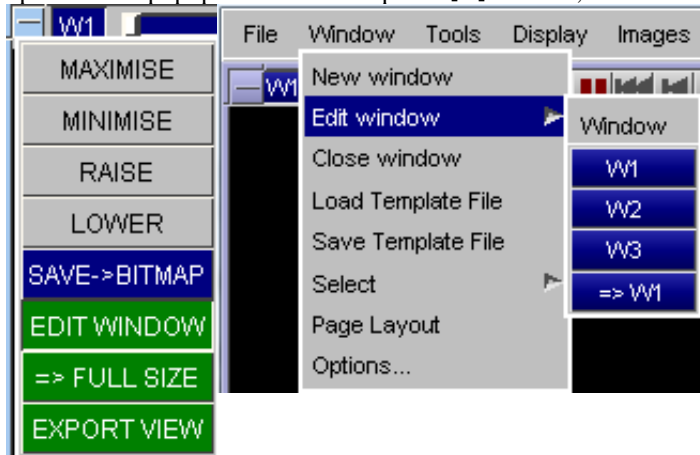 W1
MAXIMISE
MINIMISE
RAISE
LOWER
SAVE->BITMAP
EDIT WINDOW
=> FULL SIZE
EXPORT VIEW
File Window Tools Display Images
W1
New window
Edit window
Close window
Load Template File
Save Template File
Select
Page Layout
Options...
Window
W1
W2
W3
=> W1